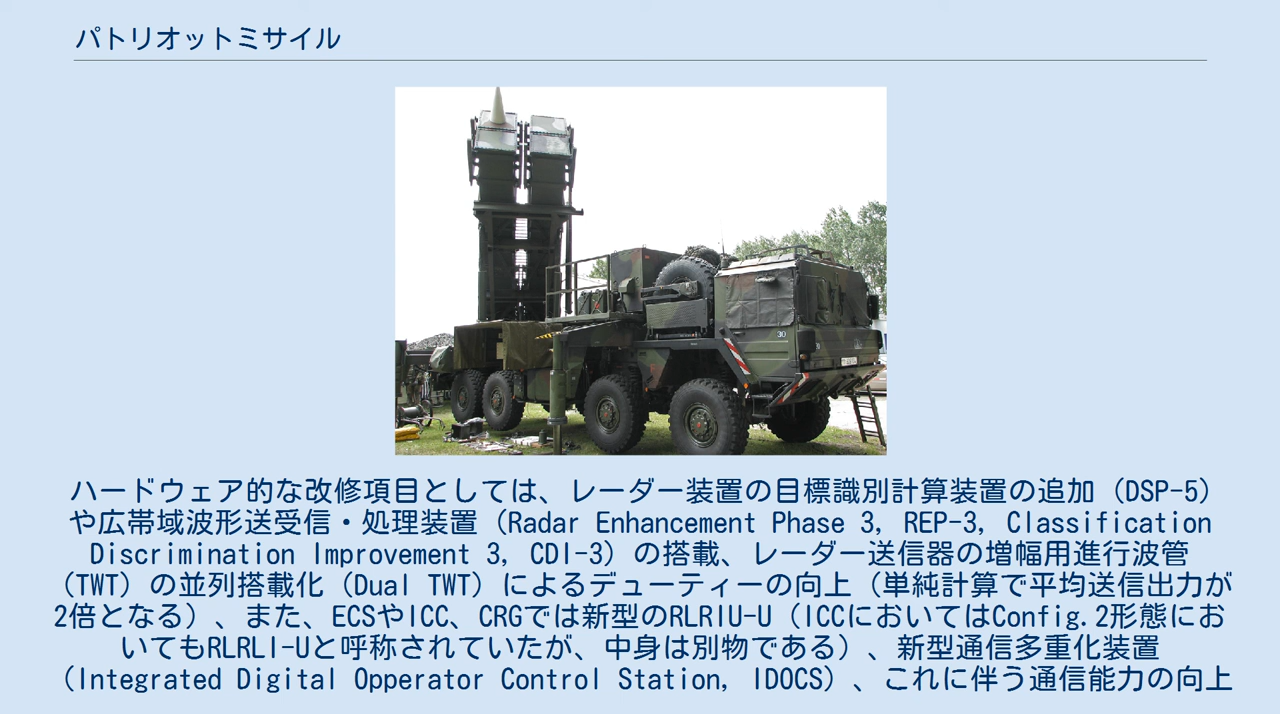 パトリオットミサイル
30
ハードウェア的な改修項目としては、レーダー装置の目標識別計算装置の追加（DSP-5）
や広帯域波形送受信・処理装置（Radar Enhancement Phase 3, REP-3, Classification
Discrimination Improvement 3, CDI-3）の搭載、レーダー送信器の増幅用進行波管
（TWT）の並列搭載化（Dual TWT）によるデューティーの向上（単純計算で平均送信出力が
2倍となる）、また、ECSやICC、CRGでは新型のRLRIU-U（ICCにおいてはConfig.2形態にお
いてもRLRLI-Uと呼称されていたが、中身は別物である）、新型通信多重化装置
（Integrated Digital Opperator Control Station, IDOCS）、これに伴う通信能力の向上